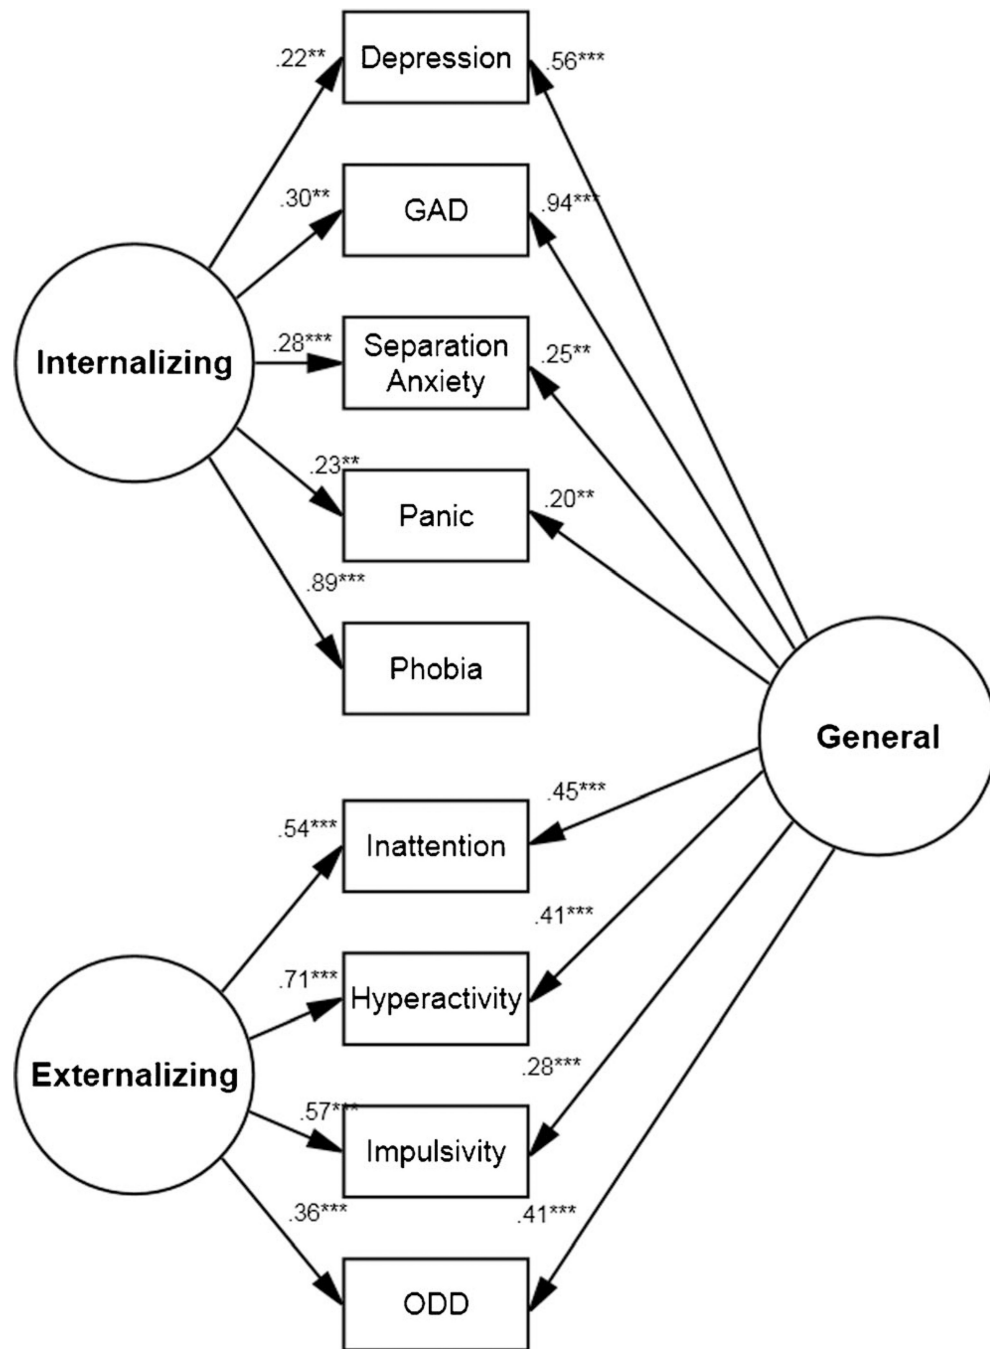 .22**
Depression
.56***
.30**
GAD
.94***
Internalizing
.28***
Separation
Anxiety
.25**
.23**
Panic
.20**
.89***
Phobia
General
.54***
Inattention
.45***
.71***
Hyperactivity
.41***
Externalizing
.57***
Impulsivity
.28***
.36***
ODD
.41***